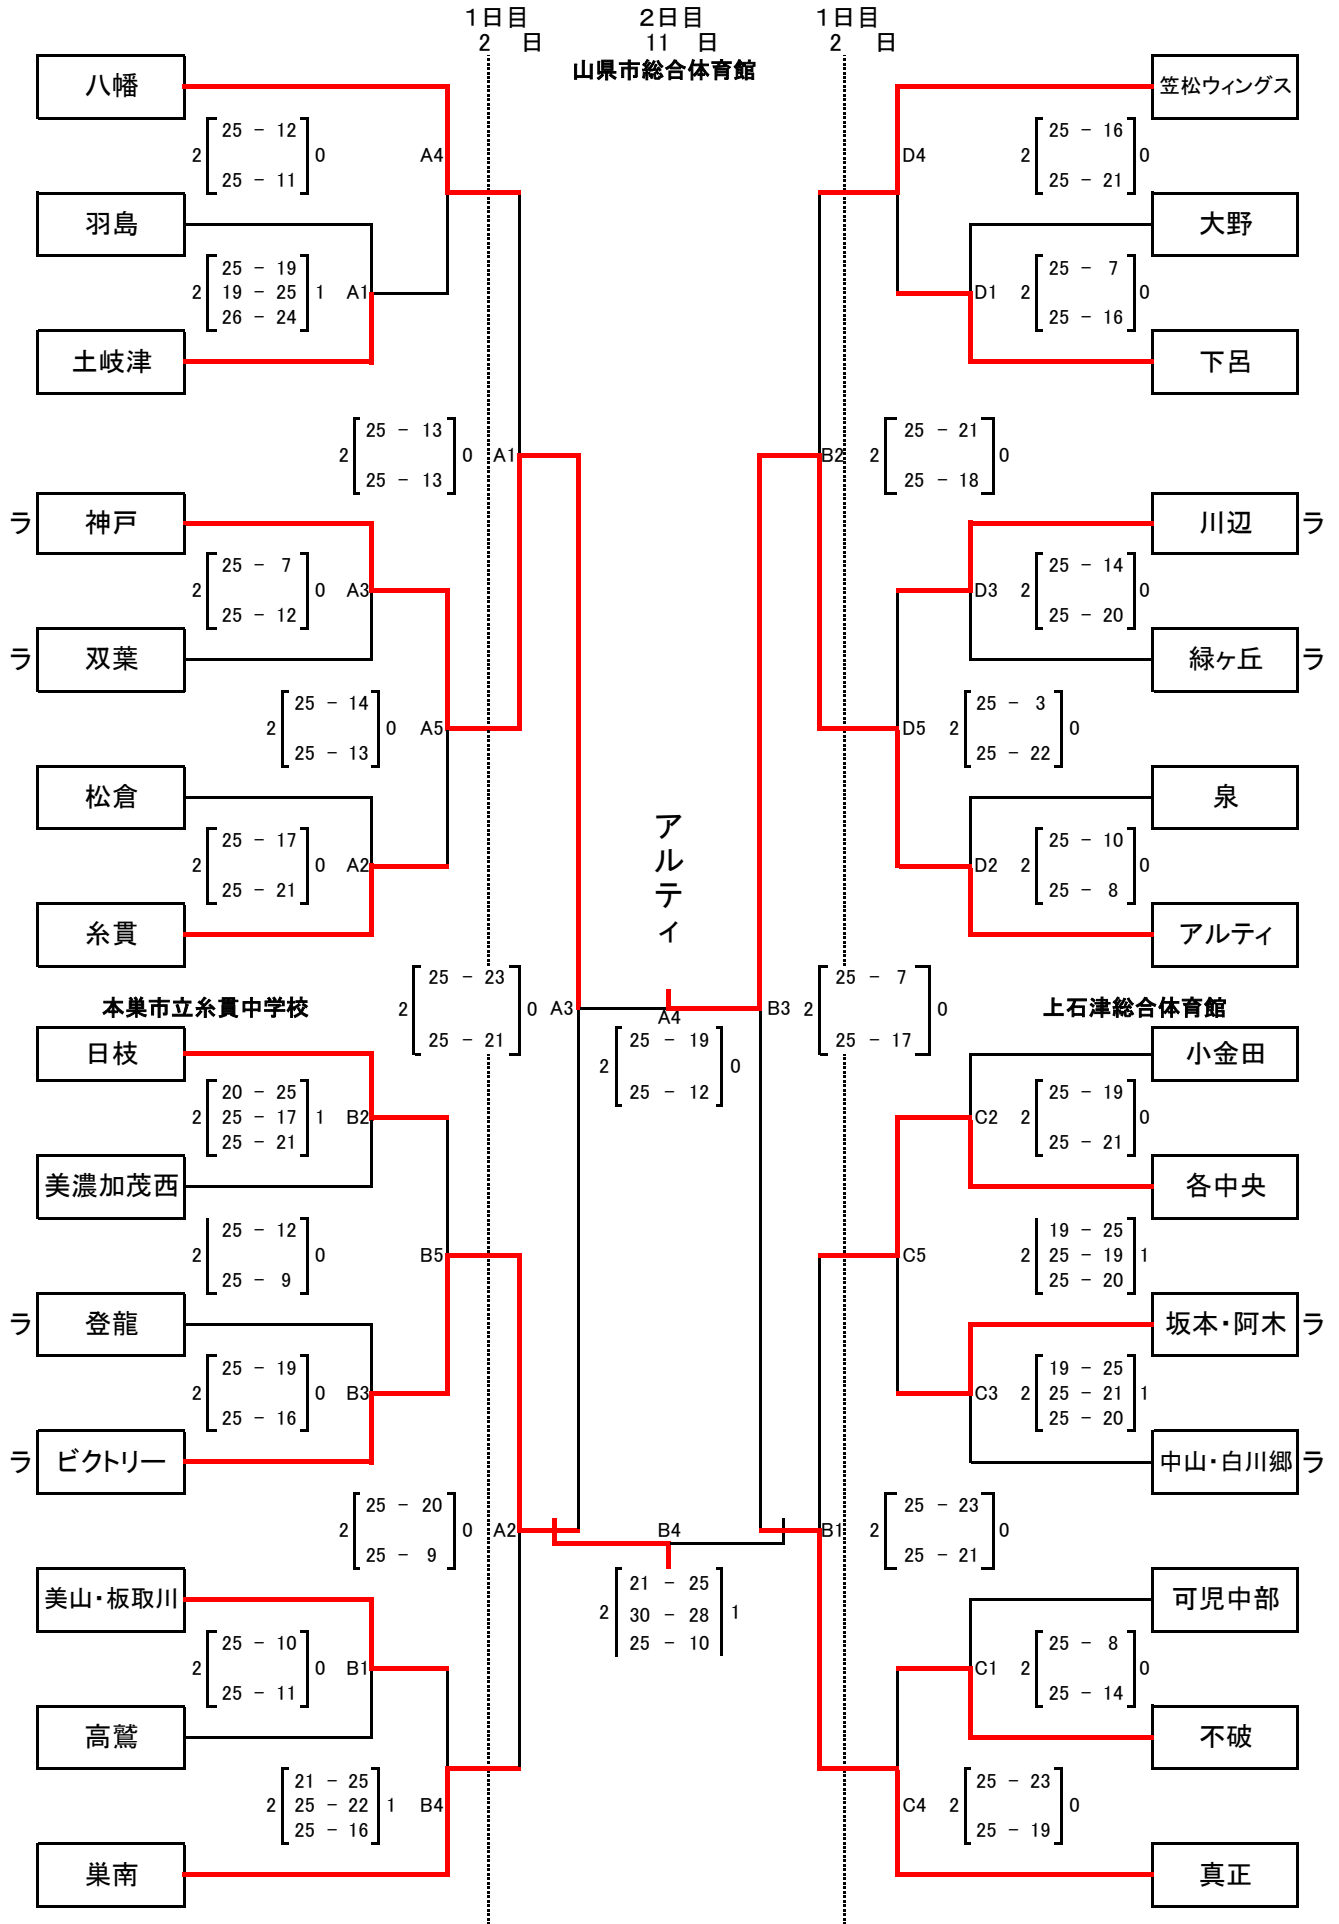 1日目 2日目 1日目
2 日 11 日 2 日
山県市総合体育館
八幡
25 - 12
2 0 A4
25 - 11
羽島
25 - 19
2 19 - 25 1 A1
26 - 24
土岐津
25 - 13
2 0 A1
25 - 13
ラ 神戸
25 - 7
2 0 A3
25 - 12
ラ 双葉
25 - 14
2 0 A5
25 - 13
松倉
25 - 17
2 0 A2
25 - 21
糸貫
25 - 23
2 0 A3
25 - 21
本巣市立糸貫中学校
日枝
20 - 25
2 25 - 17 1 B2
25 - 21
美濃加茂西
25 - 12
2 0 B5
25 - 9
ラ 登龍
25 - 19
2 0 B3
25 - 16
ラ ビクトリー
25 - 20
2 0 A2
25 - 9
美山・板取川
25 - 10
2 0 B1
25 - 11
高鷲
21 - 25
2 25 - 22 1 B4
25 - 16
巣南
アルティ
A4
25 - 19
2 0
25 - 12
B4
21 - 25
2 30 - 28 1
25 - 10
笠松ウィングス
25 - 16
D4 2 0
25 - 21
大野
25 - 7
D1 2 0
25 - 16
下呂
25 - 21
B2 2 0
25 - 18
川辺 ラ
25 - 14
D3 2 0
25 - 20
緑ヶ丘 ラ
25 - 3
D5 2 0
25 - 22
泉
25 - 10
D2 2 0
25 - 8
アルティ
25 - 7
B3 2 0
25 - 17
上石津総合体育館
小金田
25 - 19
C2 2 0
25 - 21
各中央
19 - 25
C5 2 25 - 19 1
25 - 20
坂本・阿木 ラ
19 - 25
C3 2 25 - 21 1
25 - 20
中山・白川郷 ラ
25 - 23
B1 2 0
25 - 21
可児中部
25 - 8
C1 2 0
25 - 14
不破
25 - 23
C4 2 0
25 - 19
真正